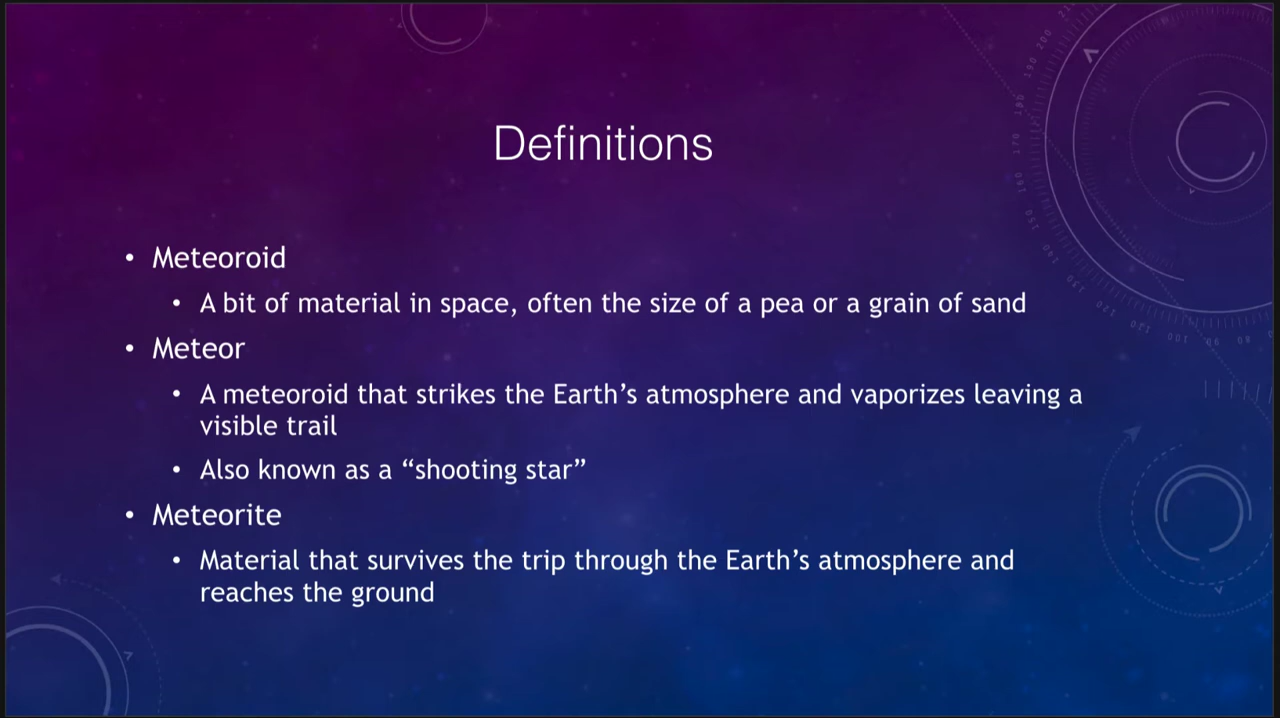 Definitions
• Meteoroid
• A bit of material in space, often the size of a pea or a grain of sand
• Meteor
• A meteoroid that strikes the Earth’s atmosphere and vaporizes leaving a
visible trail
• Also known as a “shooting star”
• Meteorite
• Material that survives the trip through the Earth’s atmosphere and
reaches the ground